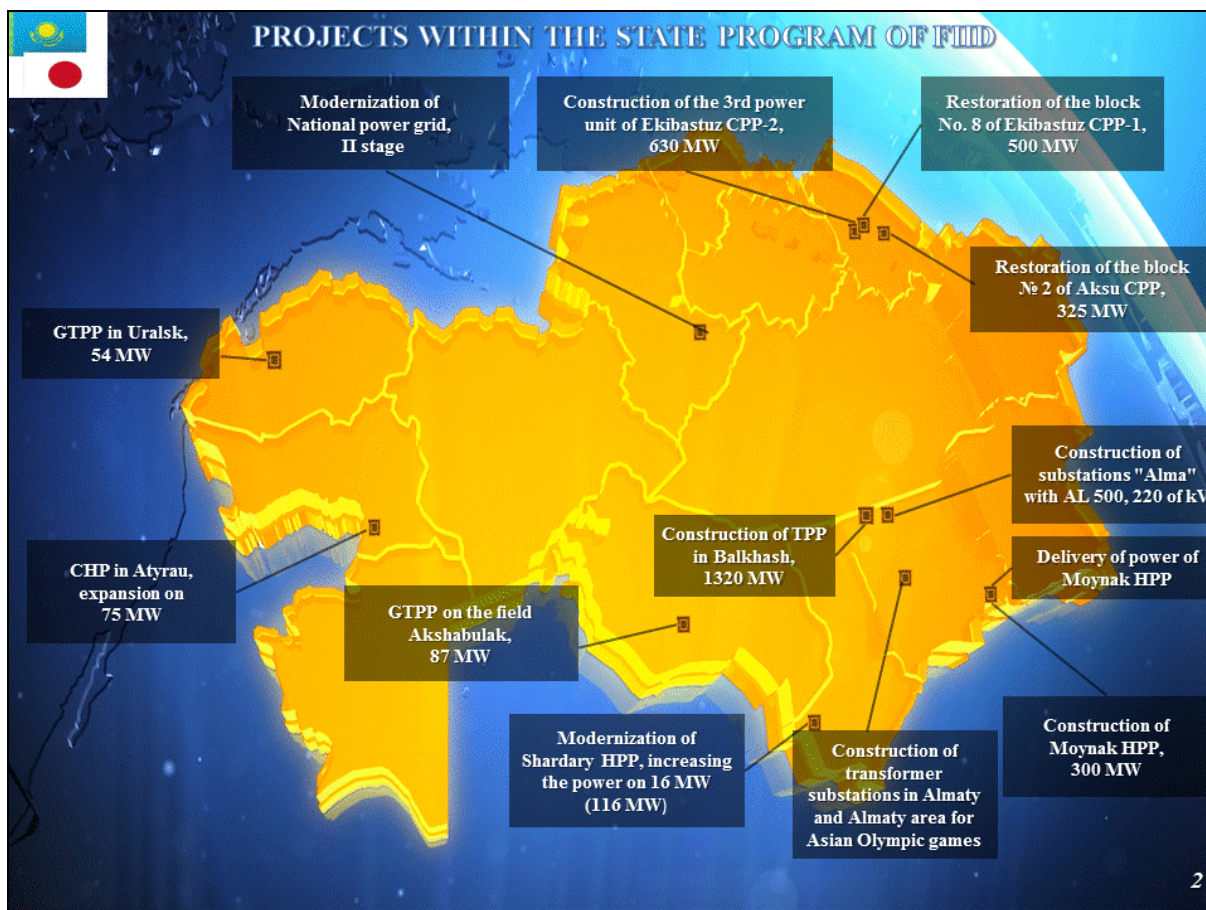 PROJECTS WITHIN THE STATE PROGRAM OF FIID
Modernization of
National power grid,
II stage
Construction of the 3rd power
unit of Ekibastuz CPP-2,
630 MW
Restoration of the block
No. 8 of Ekibastuz CPP-1,
500 MW
Restoration of the block
№ 2 of Aksu CPP,
325 MW
GTPP in Uralsk,
54 MW
Construction of
substations "Alma"
with AL 500, 220 of kV
Construction of TPP
in Balkhash,
1320 MW
Delivery of power of
Moynak HPP
CHP in Atyrau,
expansion on
75 MW
GTPP on the field
Akshabulak,
87 MW
Modernization of
Shardary HPP, increasing
the power on 16 MW
(116 MW)
Construction of
transformer
substations in Almaty
and Almaty area for
Asian Olympic games
Construction of
Moynak HPP,
300 MW
2